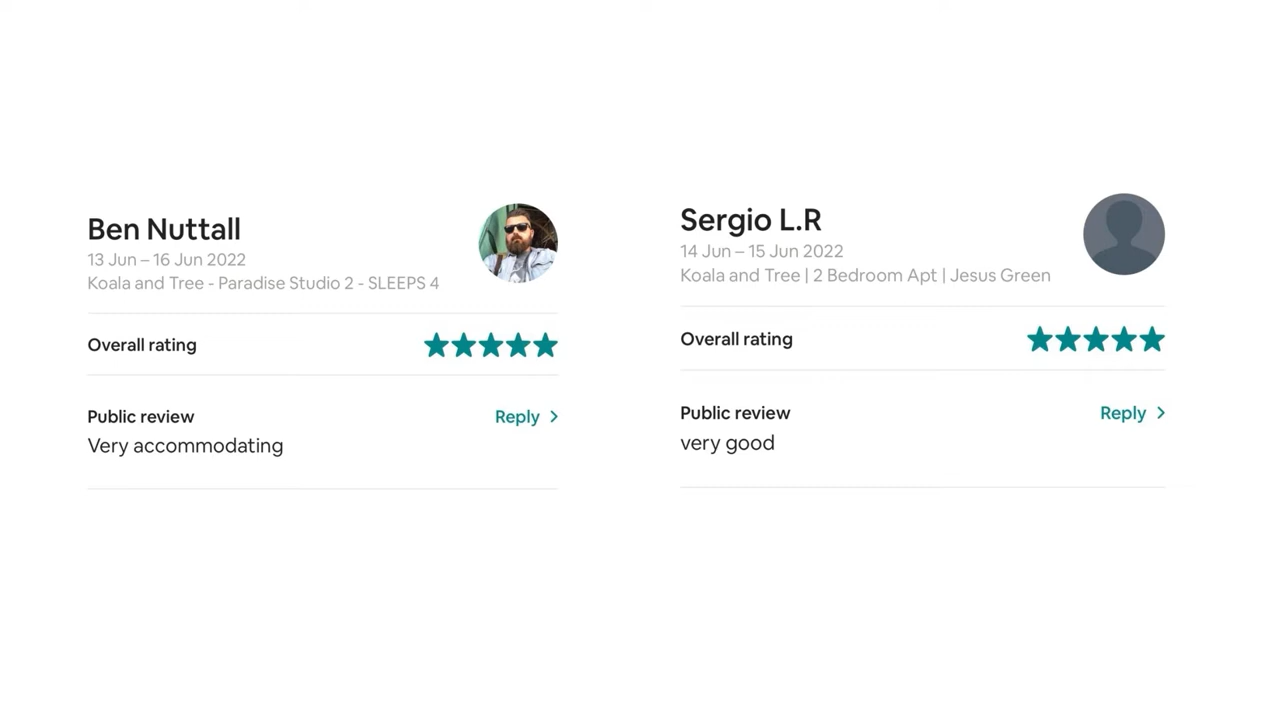 Ben Nuttall
13 Jun – 16 Jun 2022
Koala and Tree - Paradise Studio 2 - SLEEPS 4
Overall rating
Public review
Reply
Very accommodating
Sergio L.R
14 Jun – 15 Jun 2022
Koala and Tree | 2 Bedroom Apt | Jesus Green
Overall rating
Public review
Reply
very good